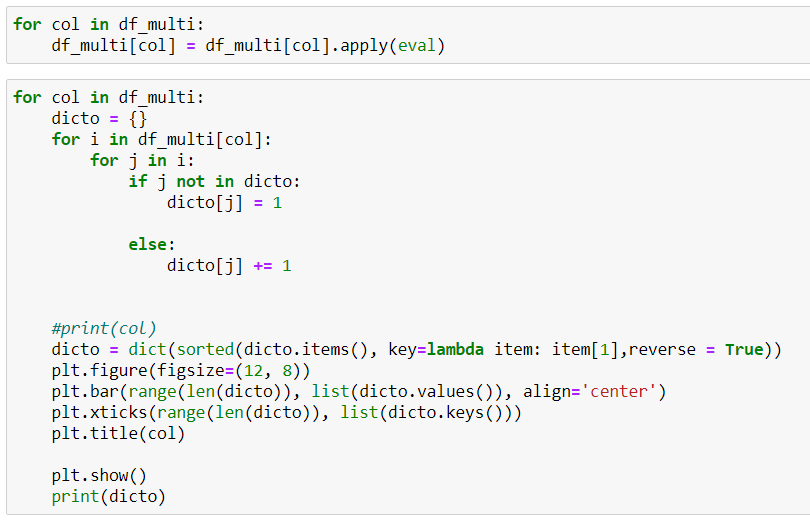 for col in df_multi:
    df_multi[col] = df_multi[col].apply(eval)
for col in df_multi:
    dicto = {}
    for i in df_multi[col]:
        for j in i:
            if j not in dicto:
                dicto[j] = 1
            else:
                dicto[j] += 1
    #print(col)
    dicto = dict(sorted(dicto.items(), key=lambda item: item[1],reverse = True))
    plt.figure(figsize=(12, 8))
    plt.bar(range(len(dicto)), list(dicto.values()), align='center')
    plt.xticks(range(len(dicto)), list(dicto.keys()))
    plt.title(col)
    plt.show()
    print(dicto)